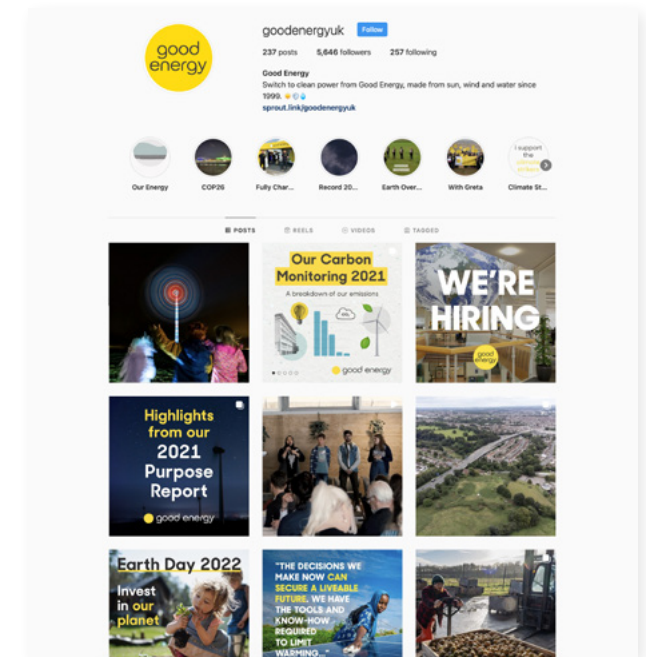 good
energy
goodenergyuk Follow
237 posts 5,646 followers 257 following
Good Energy
Switch to clean power from Good Energy, made from sun, wind and water since
1999.
sprout.link/goodenergyuk
I support
the
Our Energy COP26 Fully Char... Record 20... Earth Over... With Greta Climate St...
POSTS REELS VIDEOS TAGGED
Our Carbon
Monitoring 2021
A breakdown of our emissions
CO₂
good energy
WE'RE
HIRING
good
energy
Highlights
from our
2021
Purpose
Report
good energy
Earth Day 2022
Invest
in our
planet
"THE DECISIONS WE
MAKE NOW CAN
SECURE A LIVEABLE
FUTURE. WE HAVE
THE TOOLS AND
KNOW-HOW
REQUIRED
TO LIMIT
WARMING..."